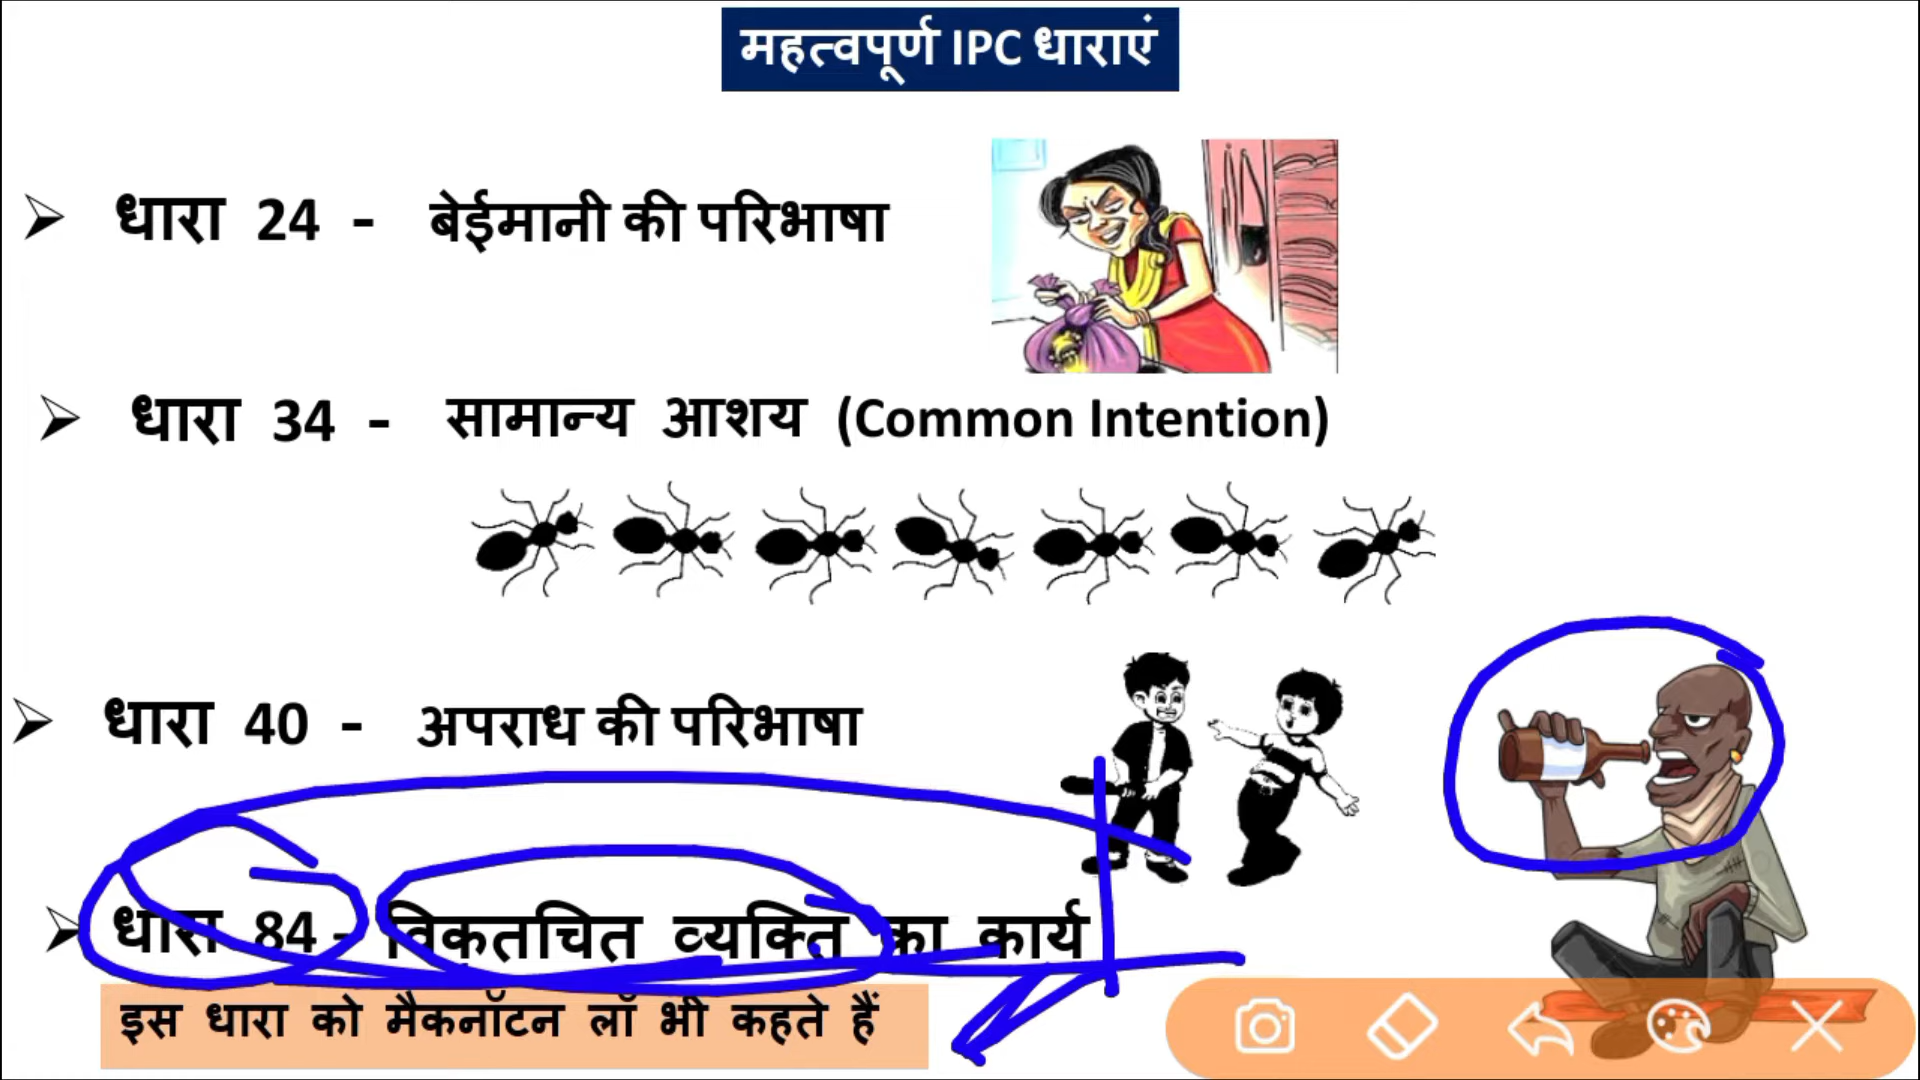 महत्वपूर्ण IPC धाराएं
धारा 24 - बेईमानी की परिभाषा
धारा 34 - सामान्य आशय (Common Intention)
धारा 40 - अपराध की परिभाषा
धारा 84 - विकतचित व्यक्ति का कार्य
इस धारा को मैकनॉटन लॉ भी कहते हैं